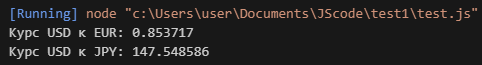 [Running] node "c:\Users\user\Documents\JScode\test1\test.js"
Курс USD к EUR: 0.853717
Курс USD к JPY: 147.548586